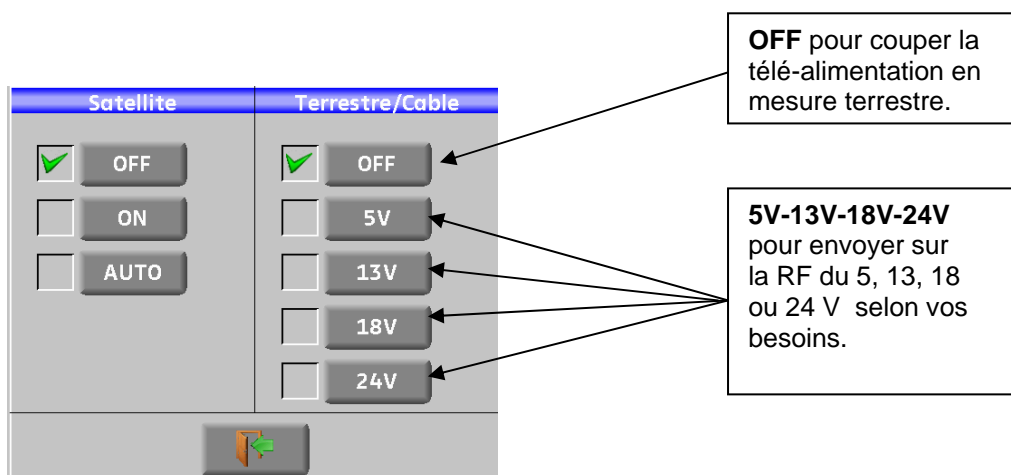 OFF pour couper la
télé-alimentation en
mesure terrestre.
Satellite
Terrestre/Cable
OFF
ON
AUTO
OFF
5V
13V
18V
24V
5V-13V-18V-24V
pour envoyer sur
la RF du 5, 13, 18
ou 24 V selon vos
besoins.